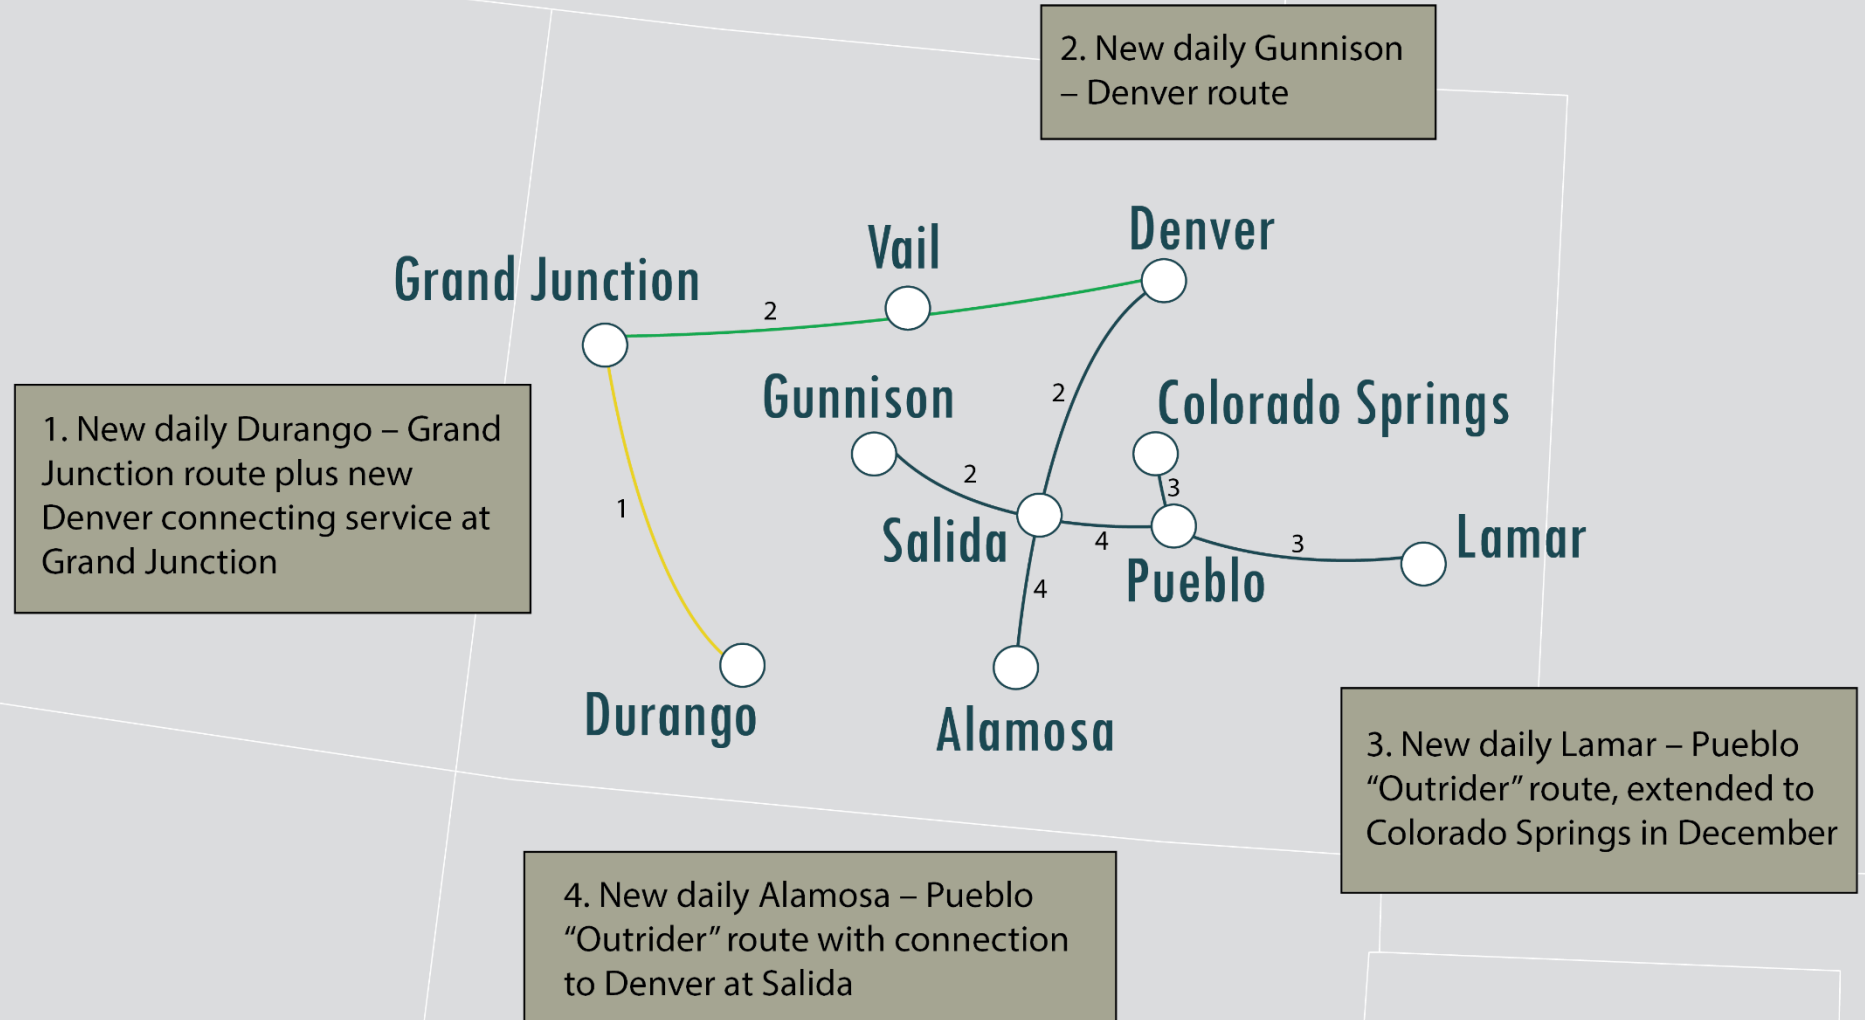 2. New daily Gunnison
– Denver route
Denver
Vail
Grand Junction
2
Gunnison
2
Colorado Springs
1. New daily Durango – Grand
Junction route plus new
Denver connecting service at
Grand Junction
1
2
3
Salida
4
Pueblo
3
Lamar
4
Durango
Alamosa
3. New daily Lamar – Pueblo
“Outrider” route, extended to
Colorado Springs in December
4. New daily Alamosa – Pueblo
“Outrider” route with connection
to Denver at Salida